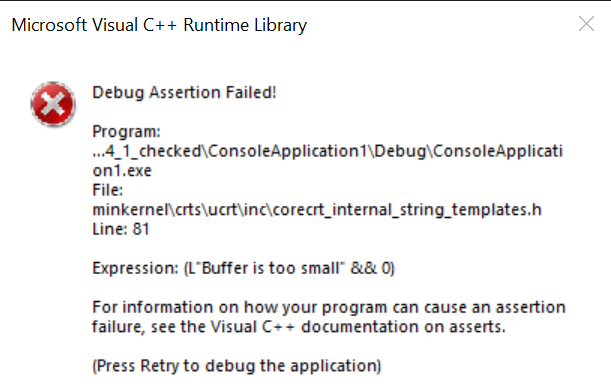 Microsoft Visual C++ Runtime Library
Debug Assertion Failed!
Program:
...4_1_checked\ConsoleApplication1\Debug\ConsoleApplicati
on1.exe
File:
minkernel\crts\ucrt\inc\corecrt_internal_string_templates.h
Line: 81
Expression: (L"Buffer is too small" && 0)
For information on how your program can cause an assertion
failure, see the Visual C++ documentation on asserts.
(Press Retry to debug the application)